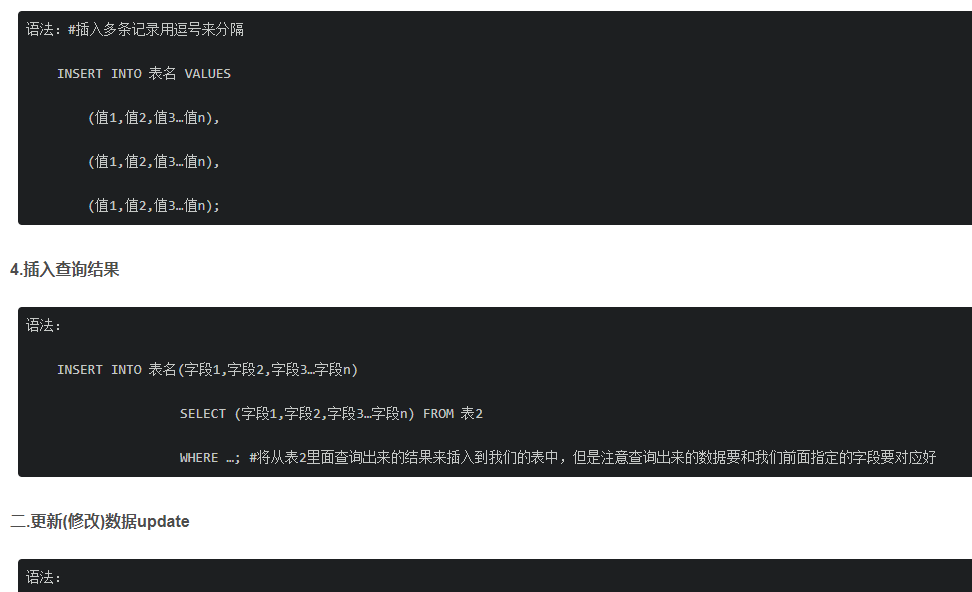 语法：#插入多条记录用逗号来分隔
INSERT INTO 表名 VALUES
(值1,值2,值3…值n),
(值1,值2,值3…值n),
(值1,值2,值3…值n);
4.插入查询结果
语法：
INSERT INTO 表名(字段1,字段2,字段3…字段n)
SELECT (字段1,字段2,字段3…字段n) FROM 表2
WHERE …; #将从表2里面查询出来的结果来插入到我们的表中，但是注意查询出来的数据要和我们前面指定的字段要对应好
二.更新(修改)数据update
语法：